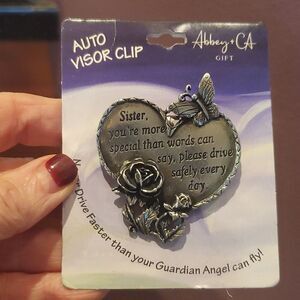 AUTO
VISOR CLIP
Abbey + CA
GIFT
Sister,
you're more
special than words can
say, please drive
safely every
day
Drive Faster than your Guardian Angel can fly!